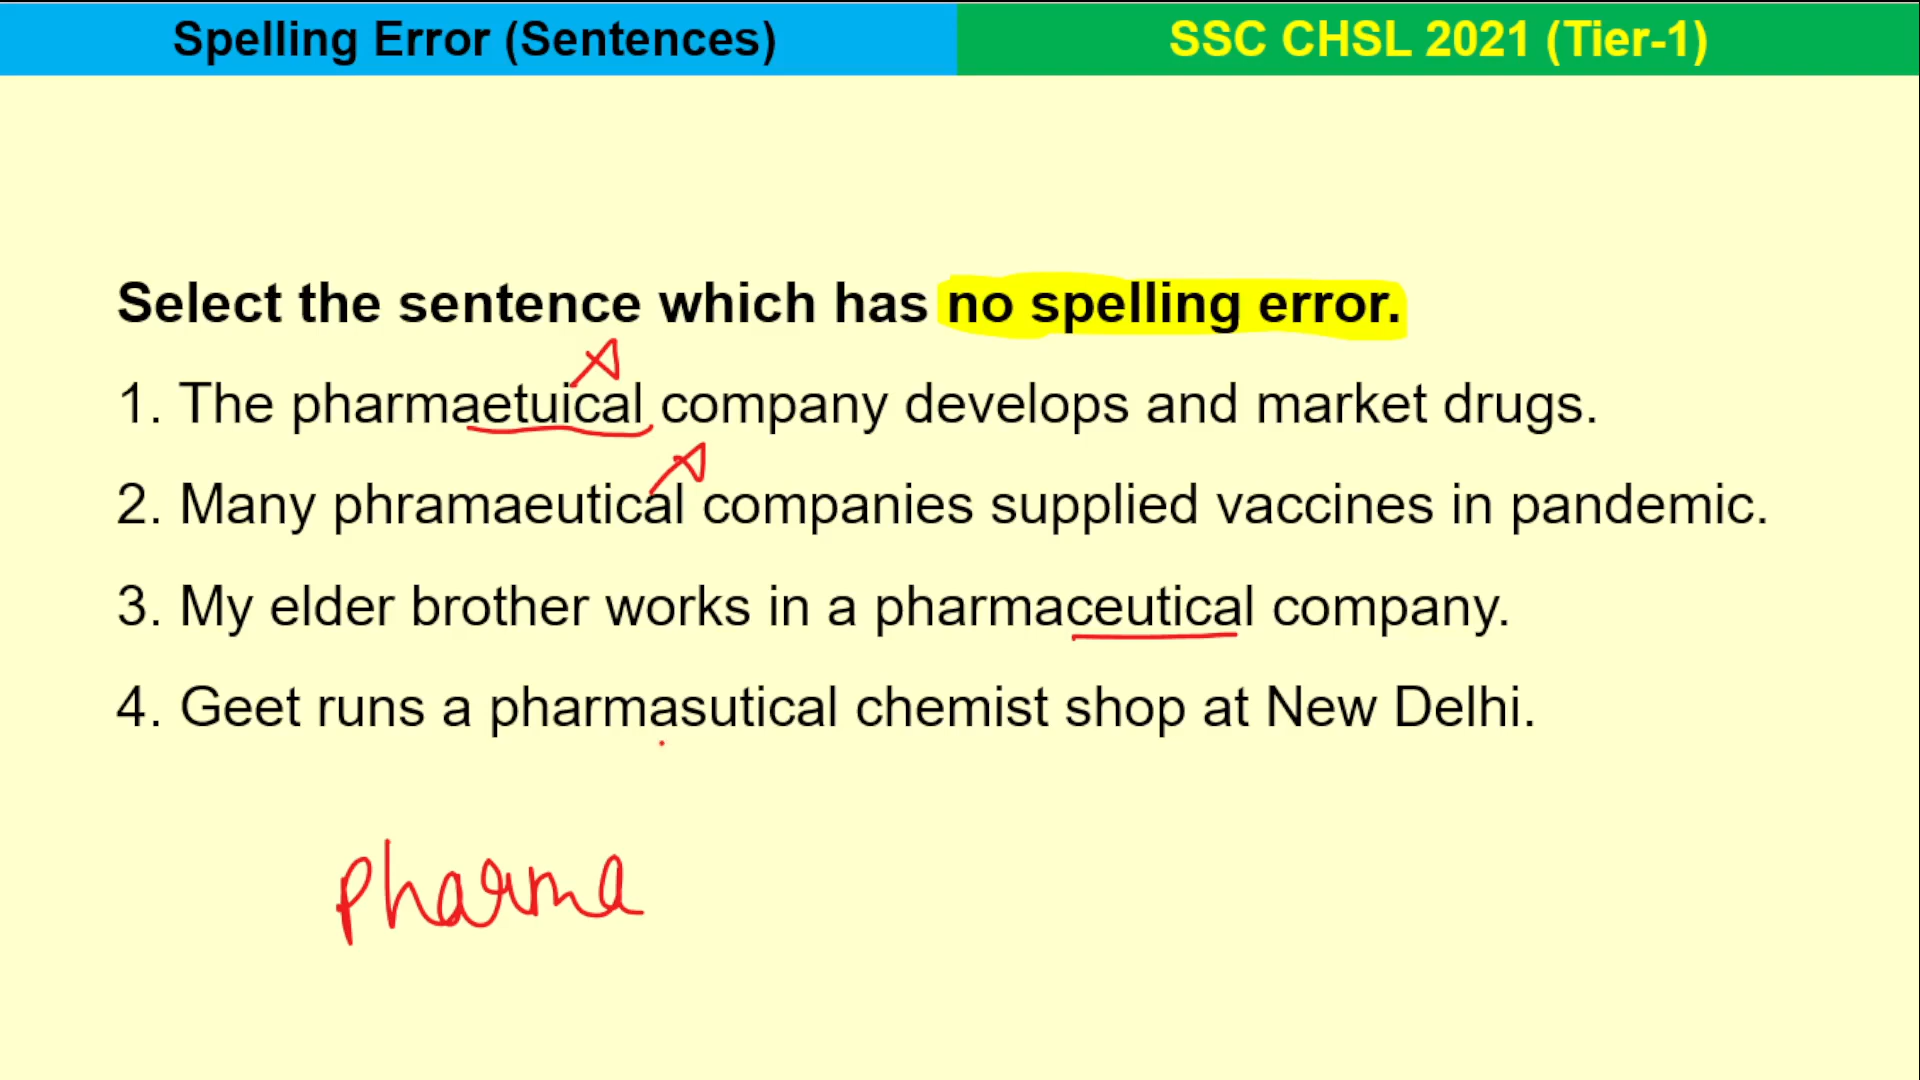 Spelling Error (Sentences)
SSC CHSL 2021 (Tier-1)
Select the sentence which has no spelling error.
1. The pharmaetuical company develops and market drugs.
2. Many phramaeutical companies supplied vaccines in pandemic.
3. My elder brother works in a pharmaceutical company.
4. Geet runs a pharmasutical chemist shop at New Delhi.
Pharma